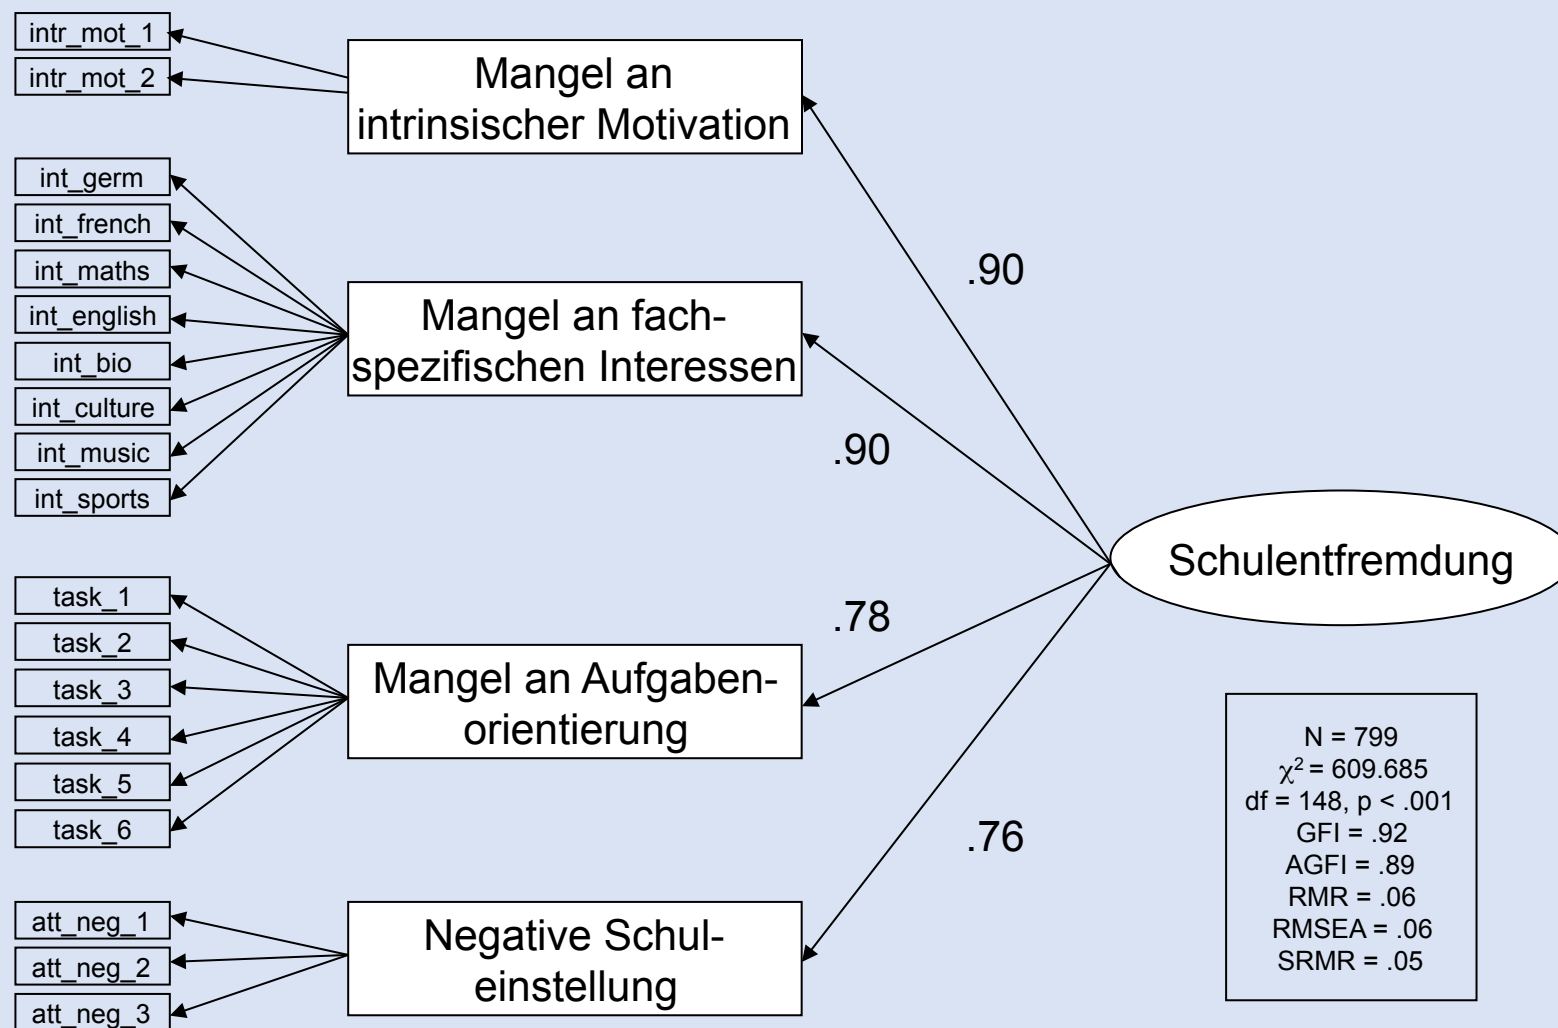 intr_mot_1
intr_mot_2
Mangel an
intrinsischer Motivation
int_germ
int_french
int_maths
int_english
int_bio
int_culture
int_music
int_sports
Mangel an fach-
spezifischen Interessen
.90
.90
task_1
task_2
task_3
task_4
task_5
task_6
Mangel an Aufgaben-
orientierung
.78
.76
Schulentfremdung
att_neg_1
att_neg_2
att_neg_3
Negative Schul-
einstellung
N = 799
χ² = 609.685
df = 148, p < .001
GFI = .92
AGFI = .89
RMR = .06
RMSEA = .06
SRMR = .05